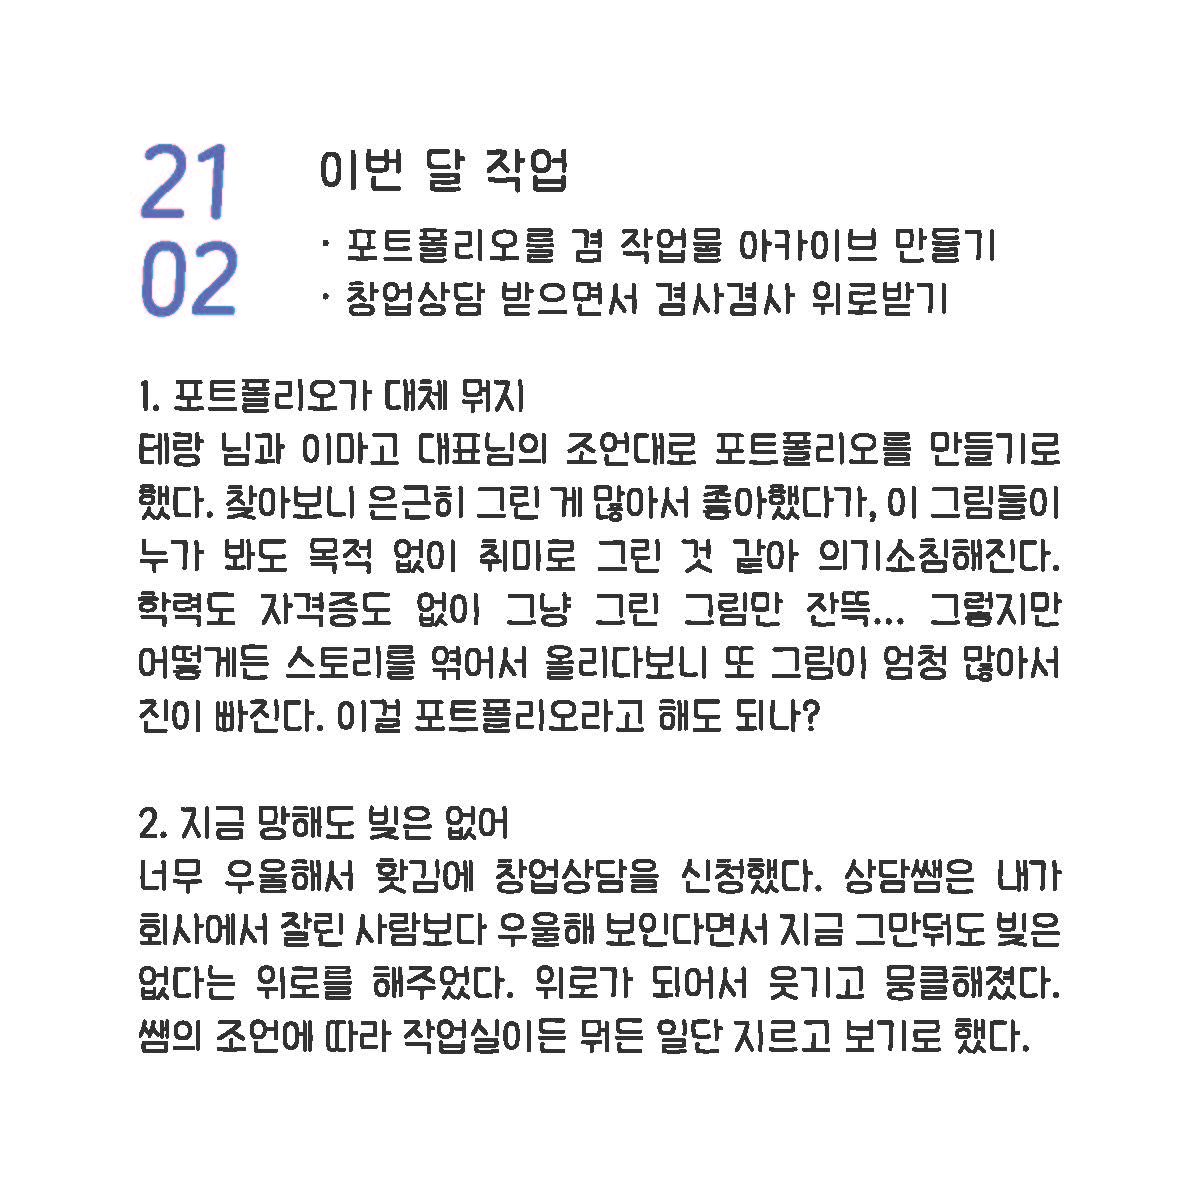 21
02
이번 달 작업
· 포트폴리오를 겸 작업물 아카이브 만들기
· 창업상담 받으면서 겸사겸사 위로받기
1. 포트폴리오가 대체 뭐지
테랑 님과 이마고 대표님의 조언대로 포트폴리오를 만들기로
했다. 찾아보니 은근히 그린 게 많아서 좋아했다가, 이 그림들이
누가 봐도 목적 없이 취미로 그린 것 같아 의기소침해진다.
학력도 자격증도 없이 그냥 그린 그림만 잔뜩... 그렇지만
어떻게든 스토리를 엮어서 올리다보니 또 그림이 엄청 많아서
진이 빠진다. 이걸 포트폴리오라고 해도 되나?
2. 지금 망해도 빚은 없어
너무 우울해서 홧김에 창업상담을 신청했다. 상담쌤은 내가
회사에서 잘린 사람보다 우울해 보인다면서 지금 그만둬도 빚은
없다는 위로를 해주었다. 위로가 되어서 웃기고 뭉클해졌다.
쌤의 조언에 따라 작업실이든 뭐든 일단 지르고 보기로 했다.